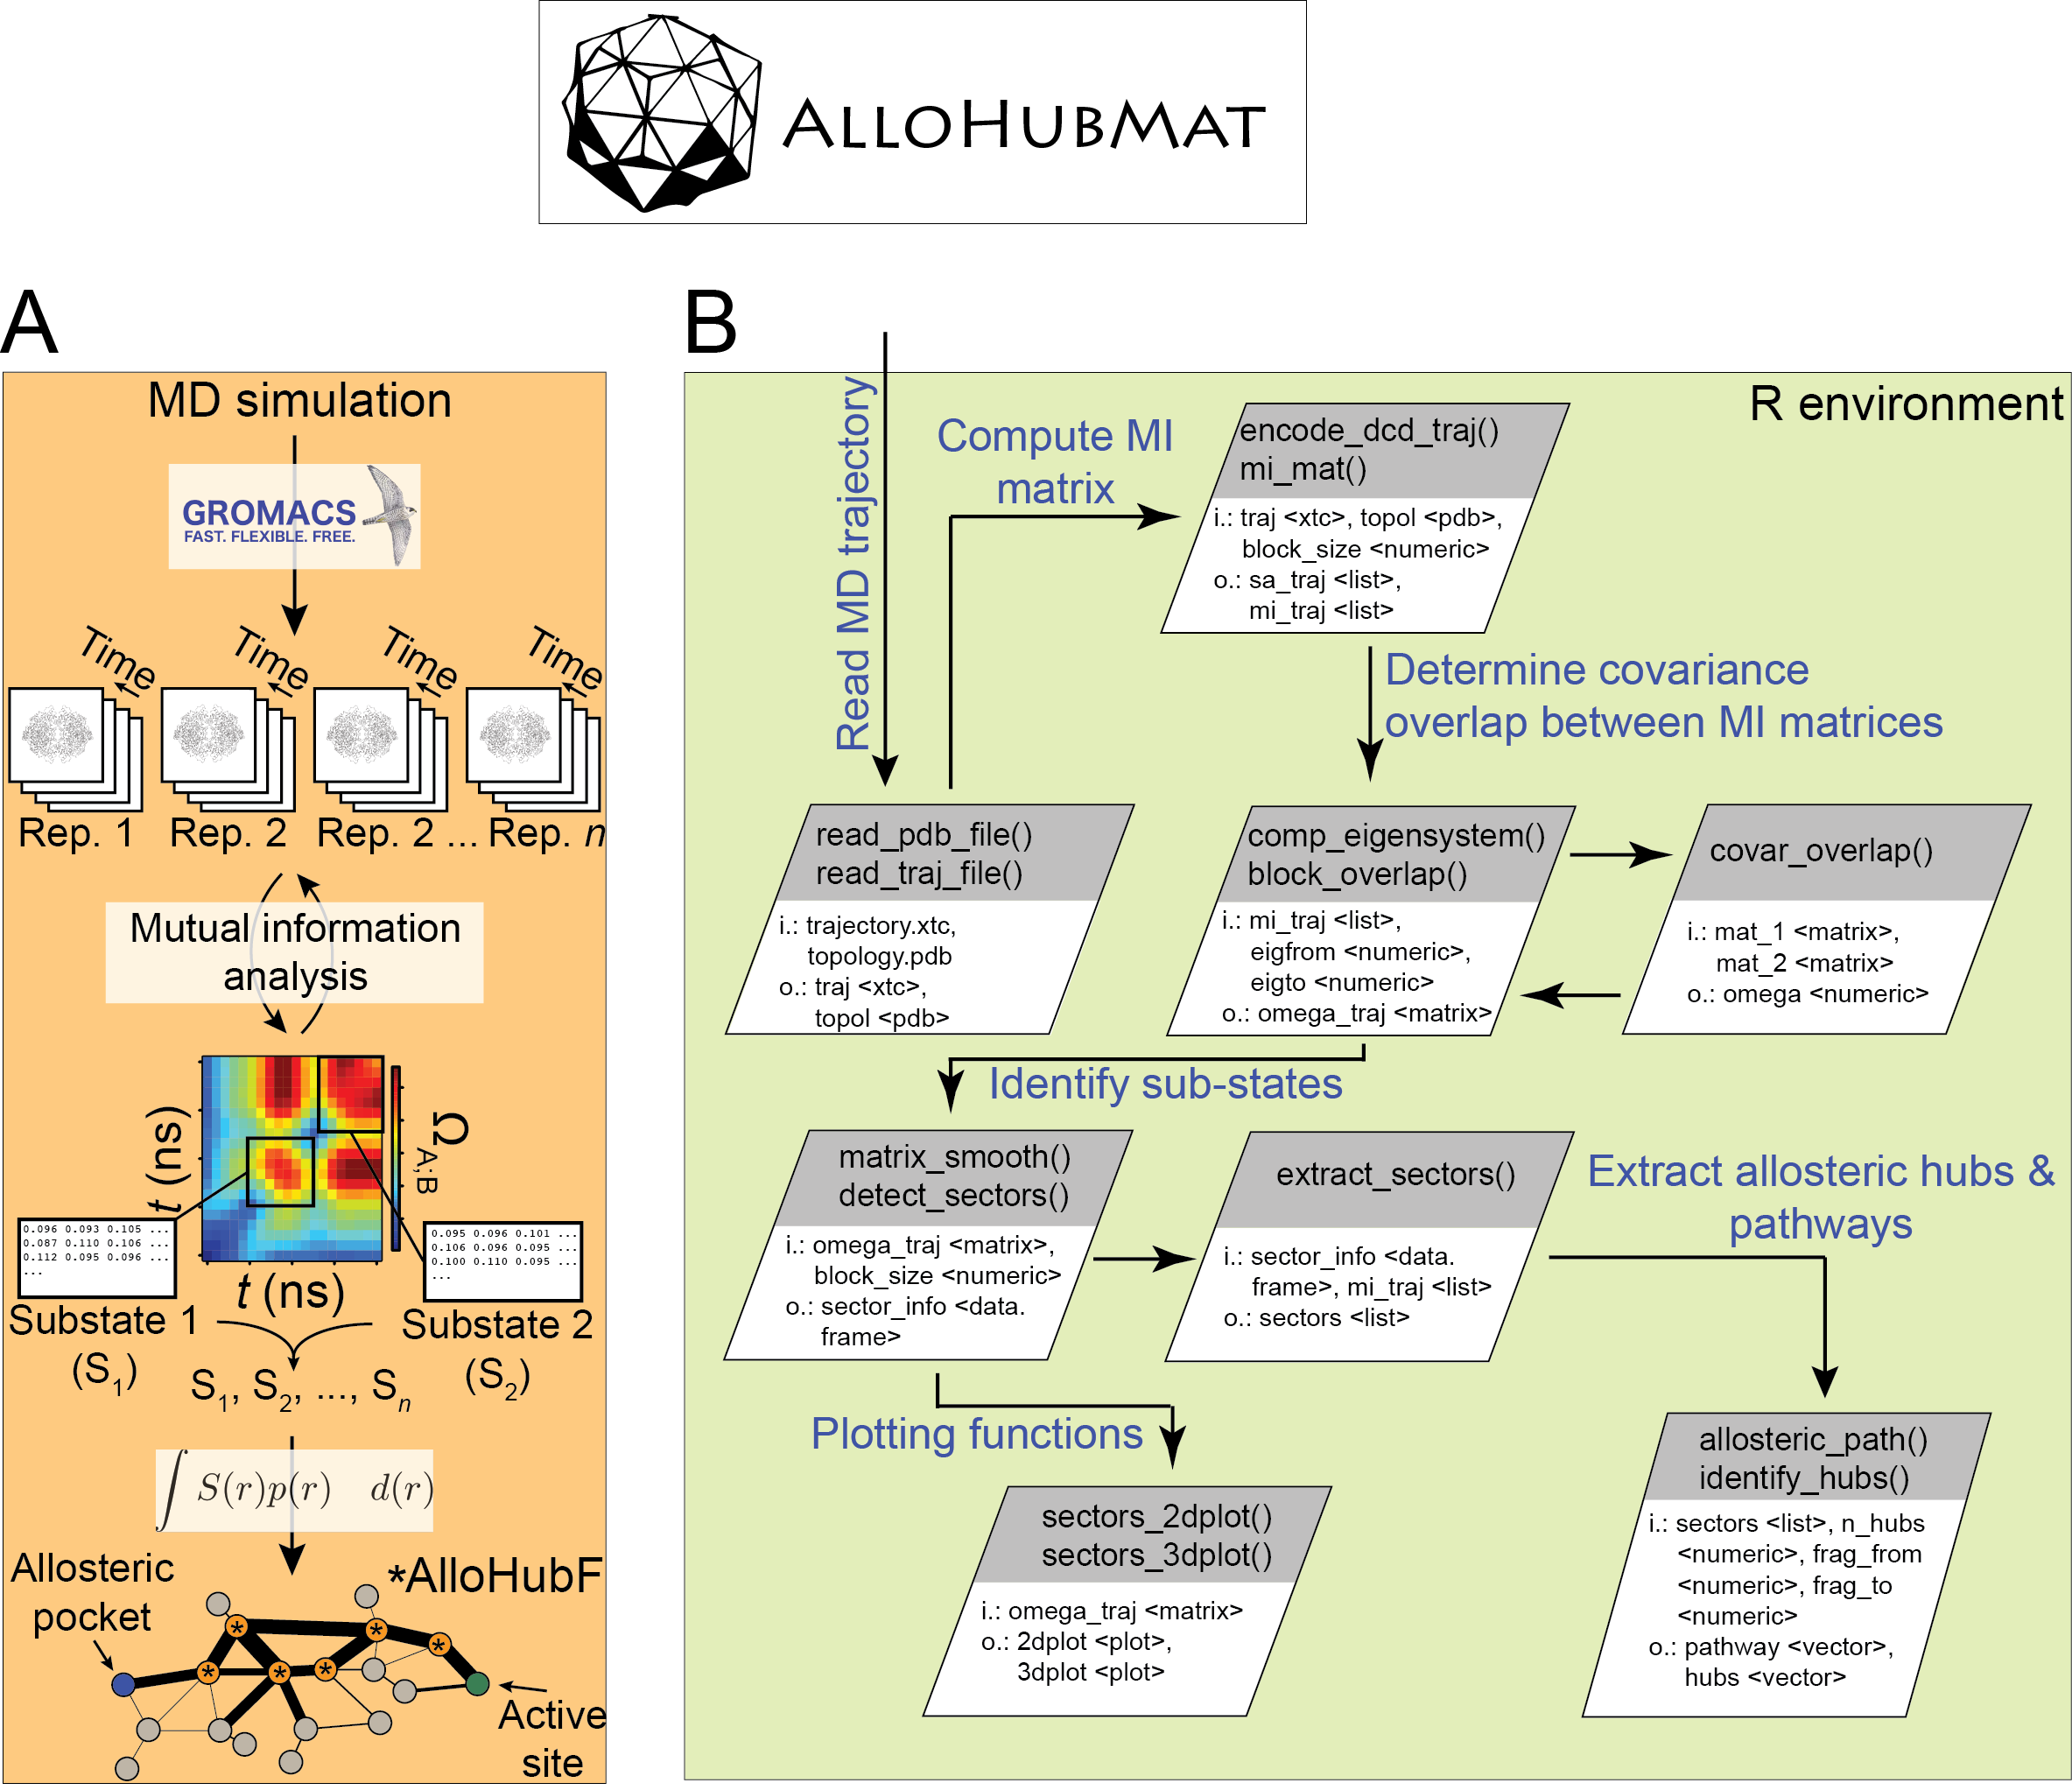 ALLOHUBMAT
A
MD simulation
GROMACS
FAST. FLEXIBLE. FREE.
Time Time Time Time
Rep. 1 Rep. 2 Rep. 2 ... Rep. n
Mutual information
analysis
t (ns)
Ω A;B
0.096 0.093 0.105 ...
0.087 0.110 0.106 ...
0.112 0.095 0.096 ...
...
0.095 0.096 0.101 ...
0.106 0.096 0.095 ...
0.100 0.110 0.095 ...
...
t (ns)
Substate 1
(S1)
Substate 2
(S2)
S1, S2, ..., Sn
∫ S(r)p(r) d(r)
Allosteric
pocket
*AlloHubF
* * * * * *
Active
site
B
R environment
Read MD trajectory
Compute MI
matrix
encode_dcd_traj()
mi_mat()
i.: traj <xtc>, topol <pdb>,
block_size <numeric>
o.: sa_traj <list>,
mi_traj <list>
Determine covariance
overlap between MI matrices
read_pdb_file()
read_traj_file()
i.: trajectory.xtc,
topology.pdb
o.: traj <xtc>,
topol <pdb>
comp_eigensystem()
block_overlap()
i.: mi_traj <list>,
eigfrom <numeric>,
eigto <numeric>
o.: omega_traj <matrix>
covar_overlap()
i.: mat_1 <matrix>,
mat_2 <matrix>
o.: omega <numeric>
Identify sub-states
matrix_smooth()
detect_sectors()
i.: omega_traj <matrix>,
block_size <numeric>
o.: sector_info <data.
frame>
extract_sectors()
i.: sector_info <data.
frame>, mi_traj <list>
o.: sectors <list>
Extract allosteric hubs &
pathways
Plotting functions
sectors_2dplot()
sectors_3dplot()
i.: omega_traj <matrix>
o.: 2dplot <plot>,
3dplot <plot>
allosteric_path()
identify_hubs()
i.: sectors <list>, n_hubs
<numeric>, frag_from
<numeric>, frag_to
<numeric>
o.: pathway <vector>,
hubs <vector>